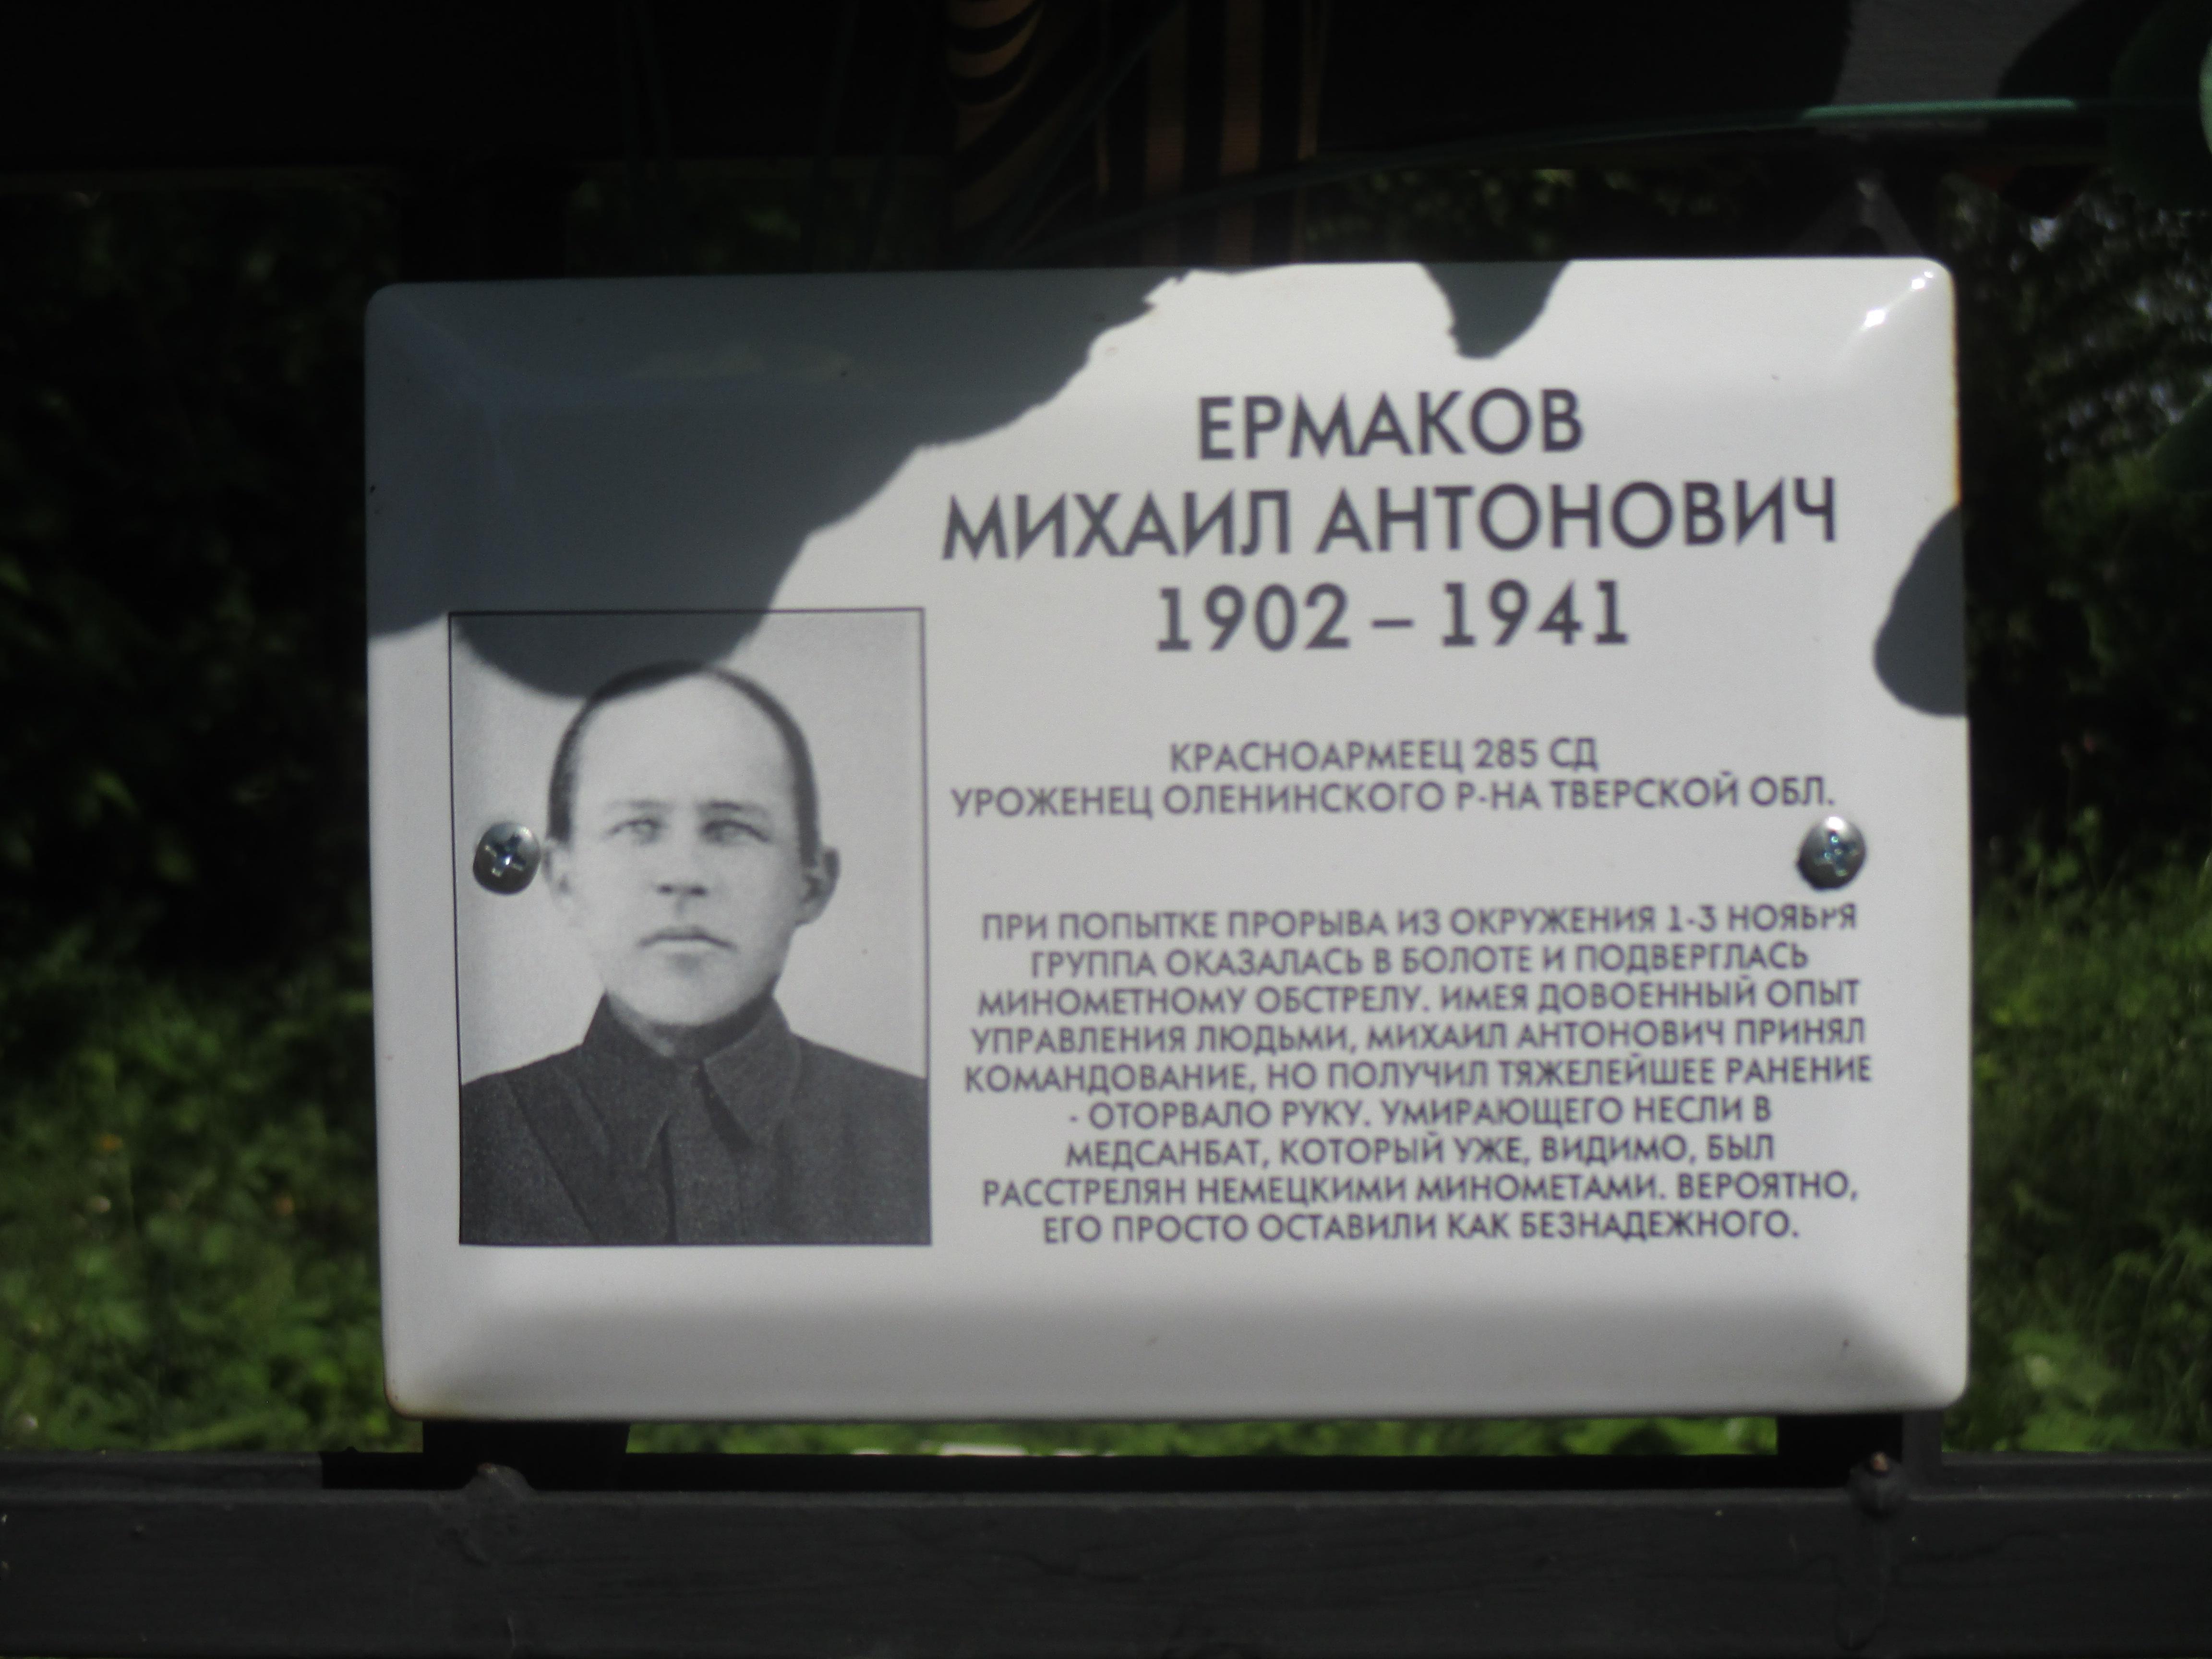 ЕРМАКОВ
МИХАИЛ АНТОНОВИЧ
1902 – 1941
КРАСНОАРМЕЕЦ 285 СД
УРОЖЕНЕЦ ОЛЕНИНСКОГО Р-НА ТВЕРСКОЙ ОБЛ.
ПРИ ПОПЫТКЕ ПРОРЫВА ИЗ ОКРУЖЕНИЯ 1-3 НОЯБРЯ
ГРУППА ОКАЗАЛАСЬ В БОЛОТЕ И ПОДВЕРГЛАСЬ
МИНОМЕТНОМУ ОБСТРЕЛУ. ИМЕЯ ДОВОЕННЫЙ ОПЫТ
УПРАВЛЕНИЯ ЛЮДЬМИ, МИХАИЛ АНТОНОВИЧ ПРИНЯЛ
КОМАНДОВАНИЕ, НО ПОЛУЧИЛ ТЯЖЕЛЕЙШЕЕ РАНЕНИЕ
- ОТОРВАЛО РУКУ. УМИРАЮЩЕГО НЕСЛИ В
МЕДСАНБАТ, КОТОРЫЙ УЖЕ, ВИДИМО, БЫЛ
РАССТРЕЛЯН НЕМЕЦКИМИ МИНОМЕТАМИ. ВЕРОЯТНО,
ЕГО ПРОСТО ОСТАВИЛИ КАК БЕЗНАДЕЖНОГО.